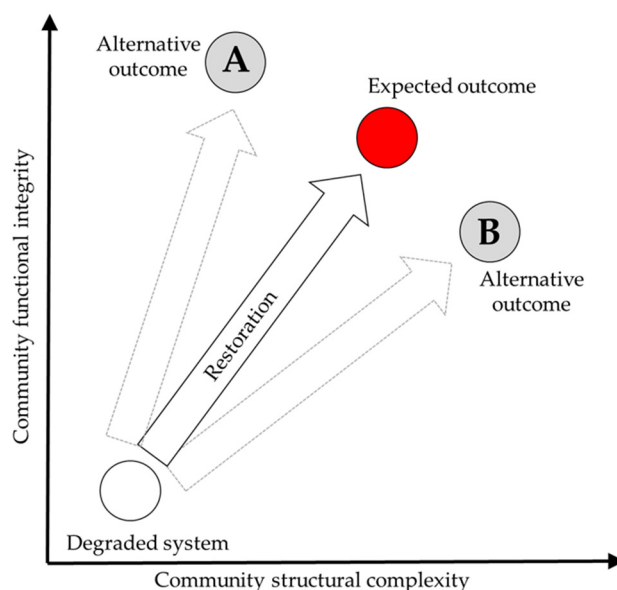 Alternative
outcome
A
Expected outcome
B
Alternative
outcome
Restoration
Degraded system
Community functional integrity
Community structural complexity